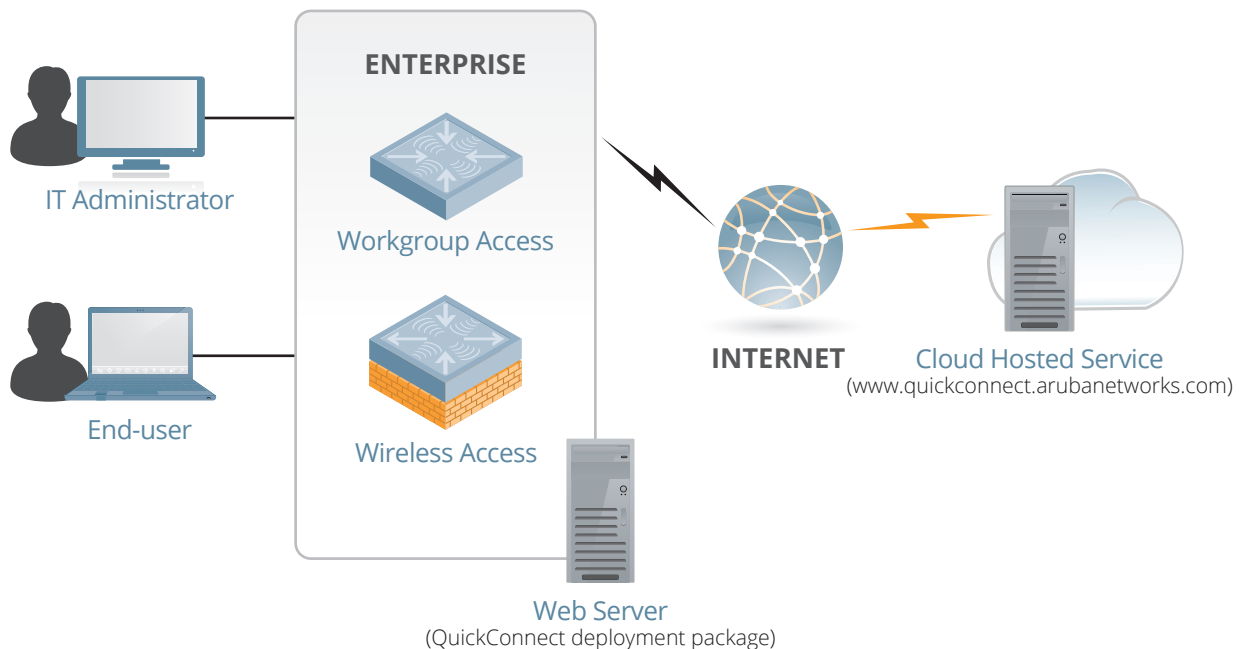 ENTERPRISE
IT Administrator
Workgroup Access
End-user
Wireless Access
INTERNET
Cloud Hosted Service
(www.quickconnect.arubanetworks.com)
Web Server
(QuickConnect deployment package)